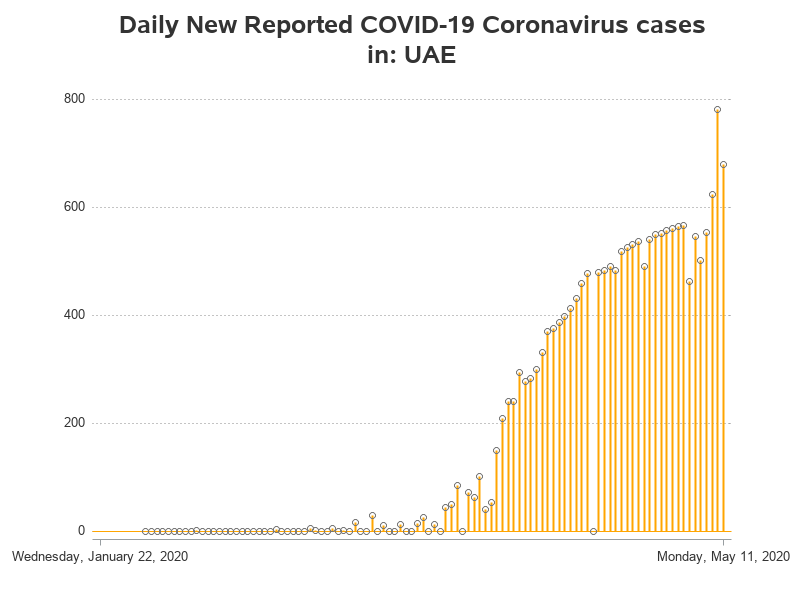 Daily New Reported COVID-19 Coronavirus cases
in: UAE
800
600
400
200
0
Wednesday, January 22, 2020
Monday, May 11, 2020